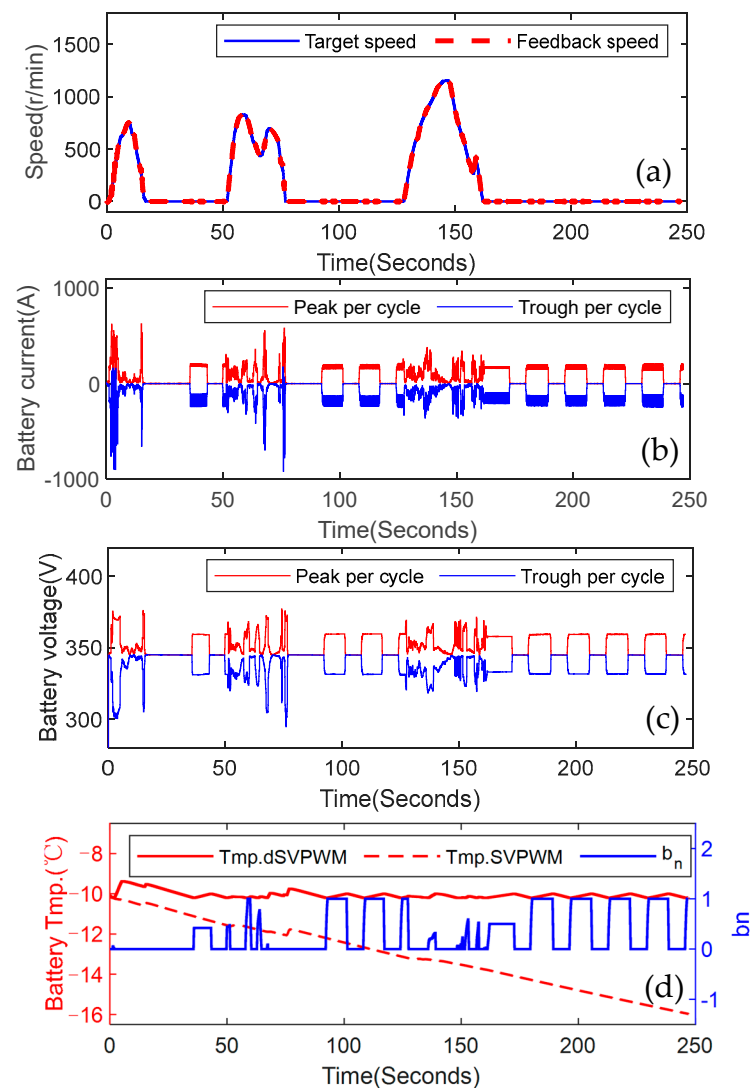 1500
1000
500
0
Speed(r/min)
Target speed
Feedback speed
(a)
0 50 100 150 200 250
Time(Seconds)
1000
0
-1000
Battery current(A)
Peak per cycle
Trough per cycle
(b)
0 50 100 150 200 250
Time(Seconds)
400
350
300
Battery voltage(V)
Peak per cycle
Trough per cycle
(c)
0 50 100 150 200 250
Time(Seconds)
−8
−10
−12
−14
−16
Battery Tmp.(℃)
Tmp.dSVPWM
Tmp.SVPWM
b_n
2
1
0
-1
bn
(d)
0 50 100 150 200 250
Time(Seconds)